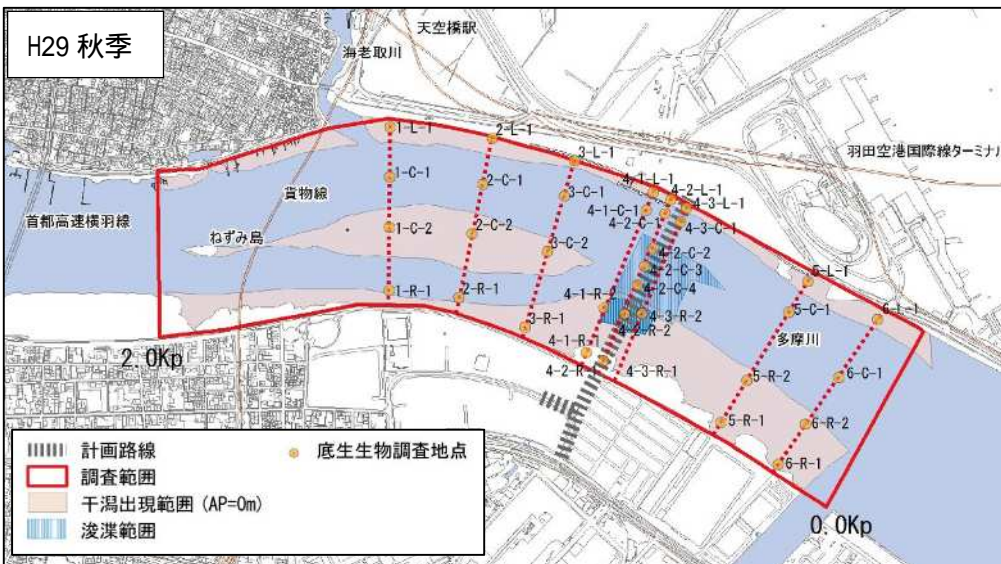 H29 秋季
天空橋駅
海老取川
羽田空港国際線ターミナル
首都高速横羽線
貨物線
ねずみ島
多摩川
1-L-1
1-C-1
1-C-2
1-R-1
2-L-1
2-C-1
2-C-2
2-R-1
3-L-1
3-C-1
3-C-2
3-R-1
4-1-L-1
4-2-L-1
4-3-L-1
4-1-C-1
4-2-C-1
4-3-C-1
4-2-C-2
4-2-C-3
4-2-C-4
4-1-R-2
4-3-R-2
4-2-R-2
4-1-R-1
4-2-R-1
4-3-R-1
5-L-1
5-C-1
5-R-2
5-R-1
6-L-1
6-C-1
6-R-2
6-R-1
2.0Kp
0.0Kp
計画路線
底生生物調査地点
調査範囲
干潟出現範囲 (AP=0m)
浚渫範囲